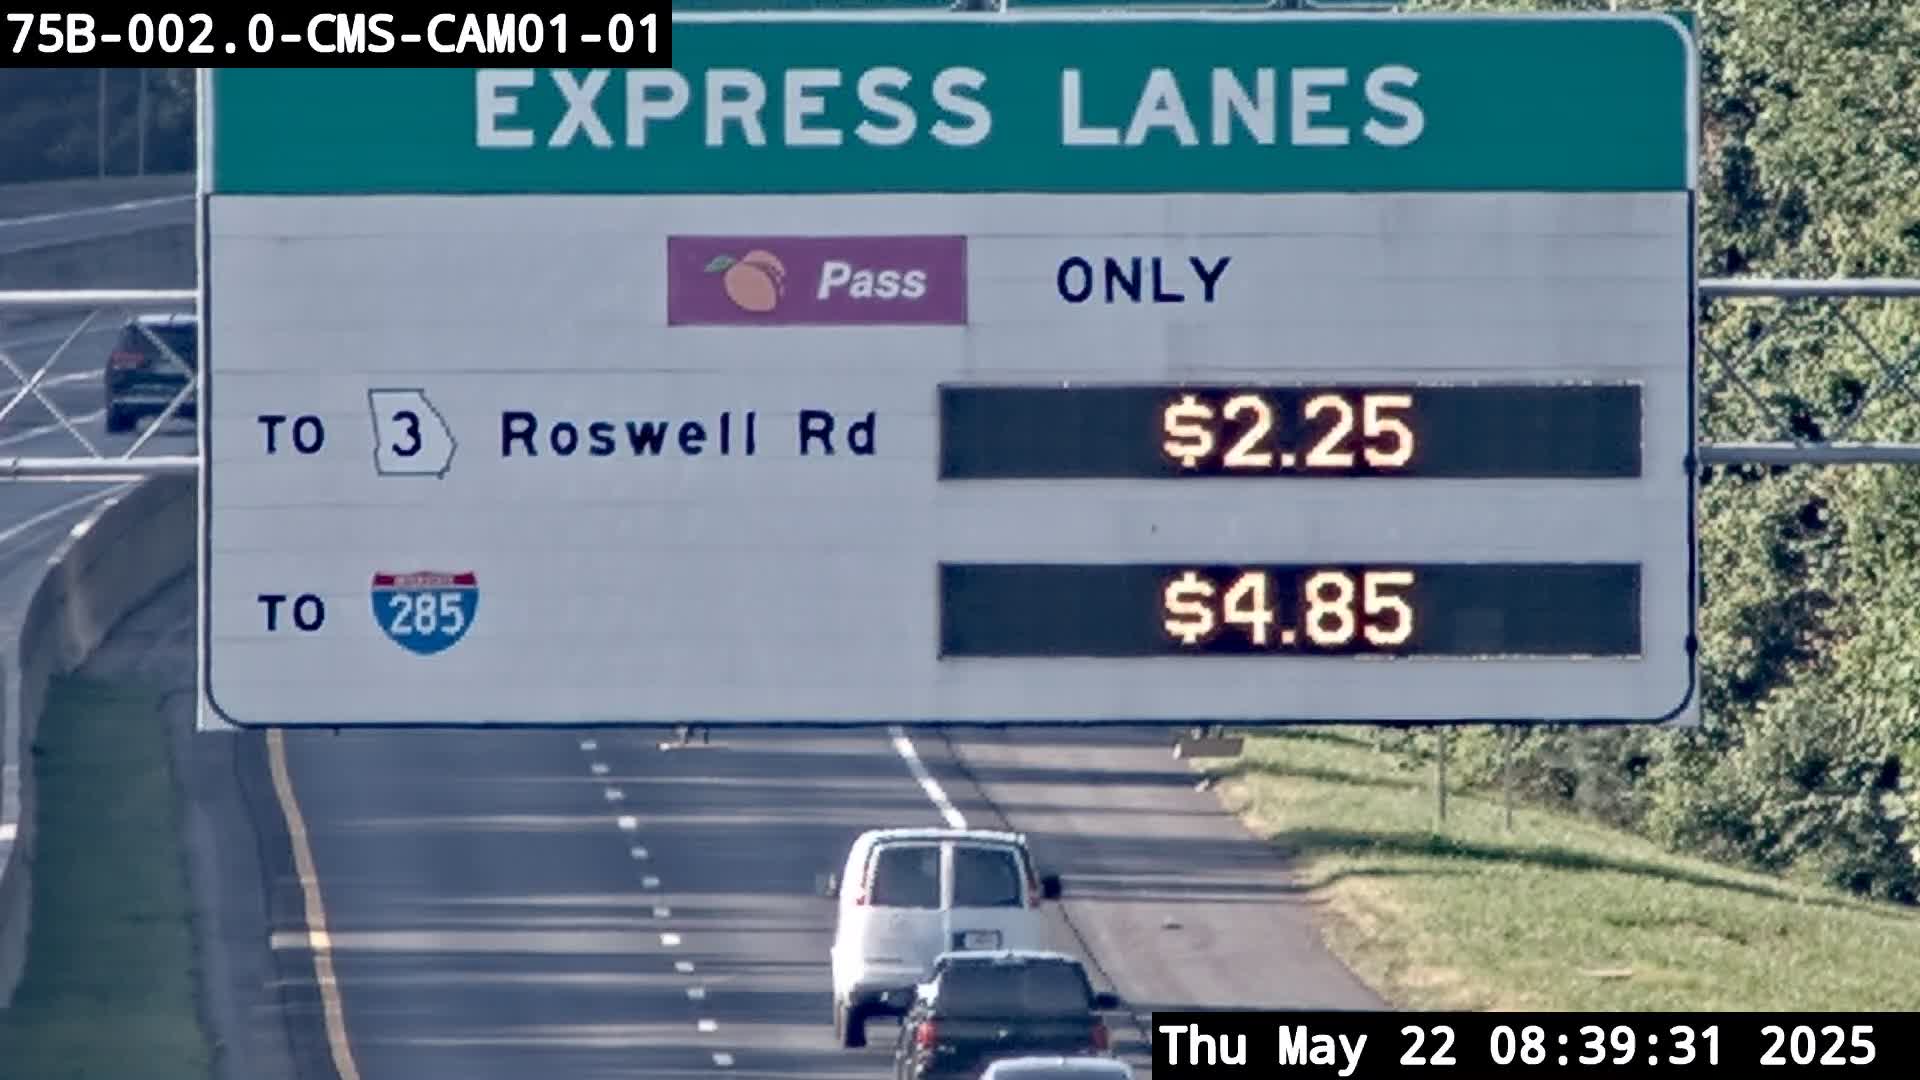 75B-002.0-CMS-CAM01-01
EXPRESS LANES
Pass ONLY
TO 3 Roswell Rd $2.25
INTERSTATE
TO 285 $4.85
Thu May 22 08:39:31 2025